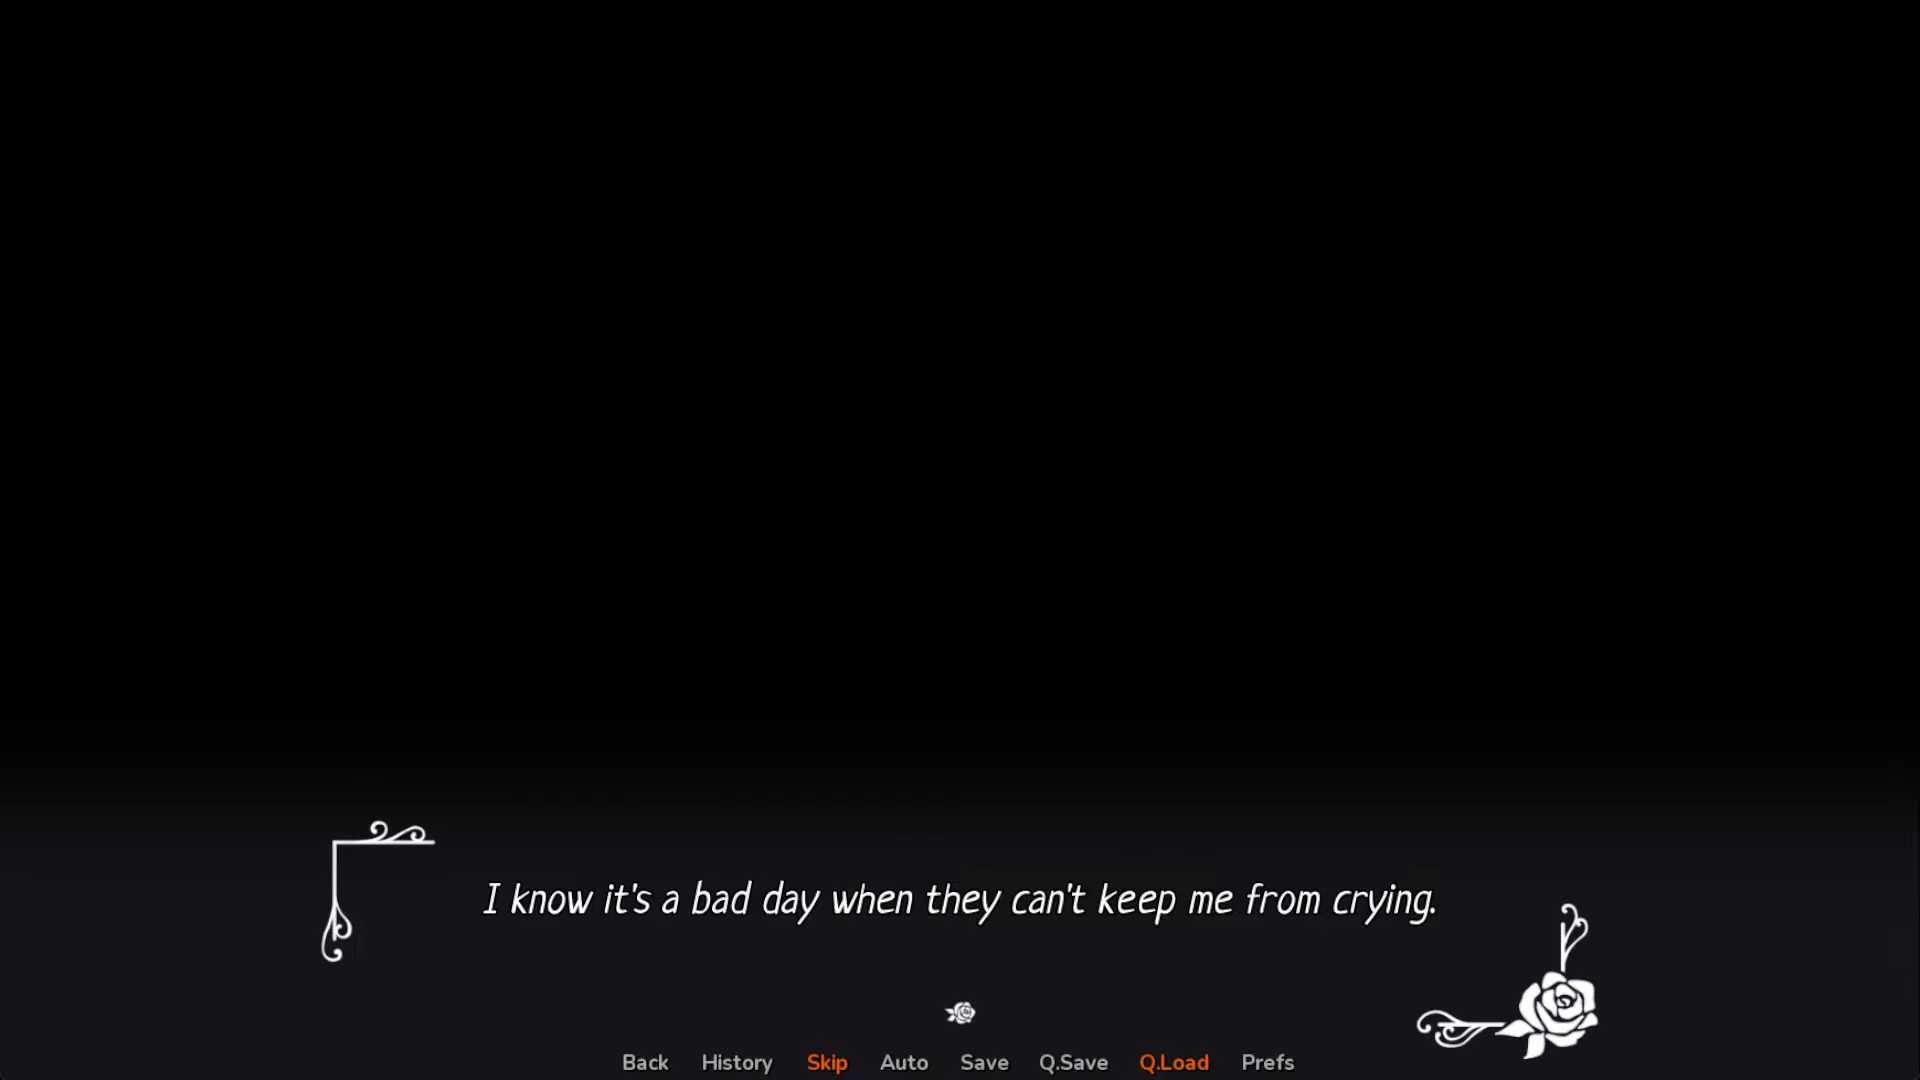 I know it's a bad day when they can't keep me from crying.
Back History Skip Auto Save Q.Save Q.Load Prefs